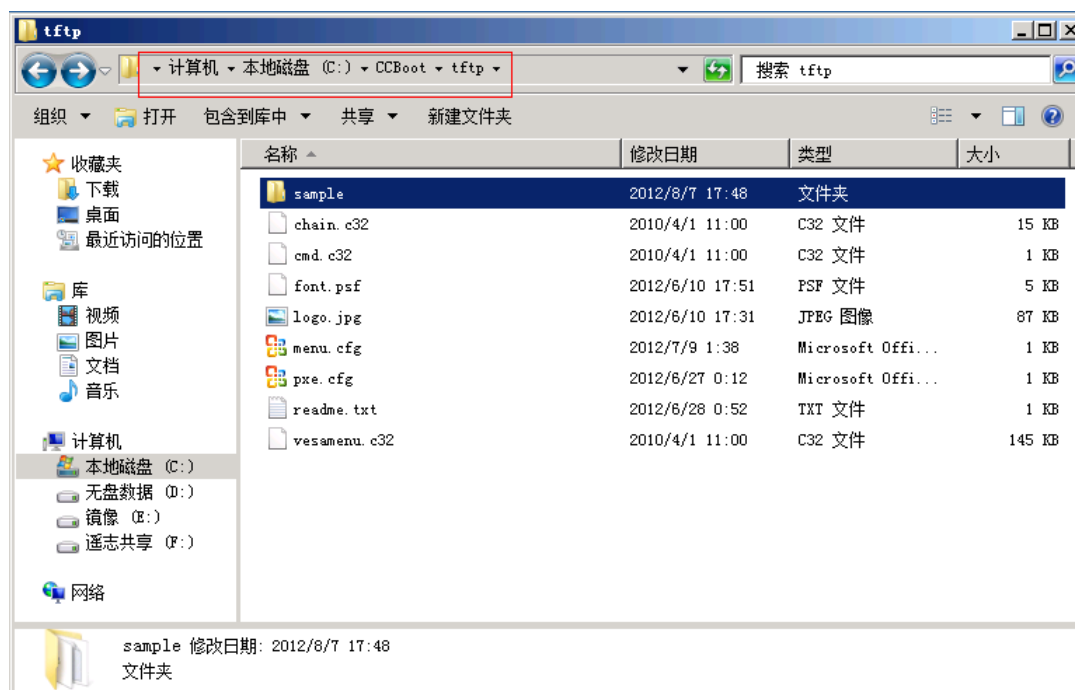 tftp
计算机 本地磁盘 (C:) CCBoot tftp 搜索 tftp
组织 打开 包含到库中 共享 新建文件夹
名称 修改日期 类型 大小
收藏夹
下载
桌面
最近访问的位置
库
视频
图片
文档
音乐
计算机
本地磁盘 (C:)
无盘数据 (D:)
镜像 (E:)
遥志共享 (F:)
网络
sample 2012/8/7 17:48 文件夹
chain.c32 2010/4/1 11:00 C32 文件 15 KB
cmd.c32 2010/4/1 11:00 C32 文件 1 KB
font.psf 2012/6/10 17:51 PSF 文件 5 KB
logo.jpg 2012/6/10 17:31 JPEG 图像 87 KB
menu.cfg 2012/7/9 1:38 Microsoft Offi... 1 KB
pxe.cfg 2012/6/27 0:12 Microsoft Offi... 1 KB
readme.txt 2012/6/28 0:52 TXT 文件 1 KB
vesamenu.c32 2010/4/1 11:00 C32 文件 145 KB
sample 修改日期: 2012/8/7 17:48
文件夹